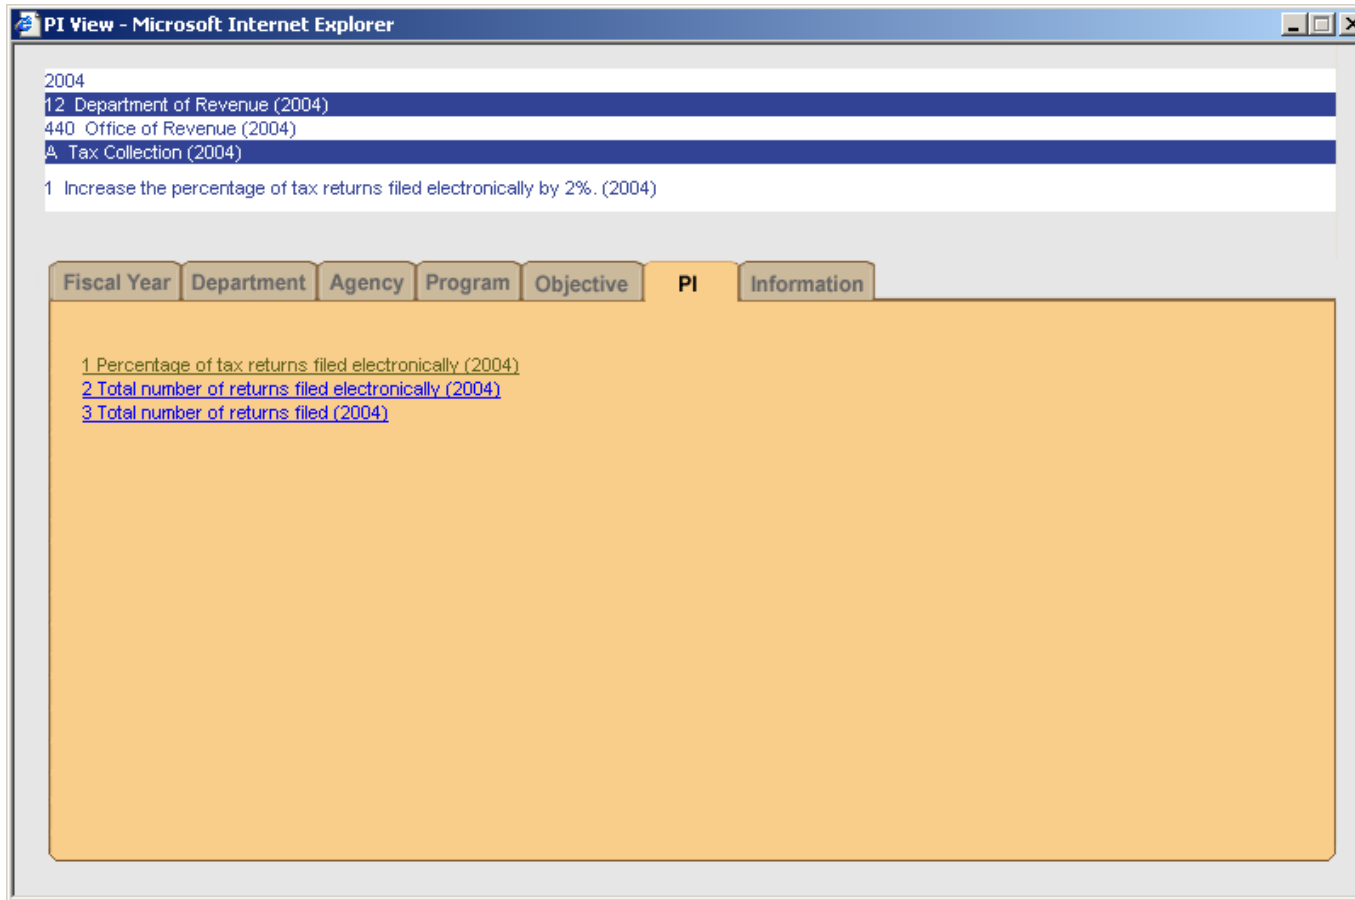 PI View - Microsoft Internet Explorer
2004
12 Department of Revenue (2004)
440 Office of Revenue (2004)
A Tax Collection (2004)
1 Increase the percentage of tax returns filed electronically by 2%. (2004)
Fiscal Year Department Agency Program Objective PI Information
1 Percentage of tax returns filed electronically (2004)
2 Total number of returns filed electronically (2004)
3 Total number of returns filed (2004)